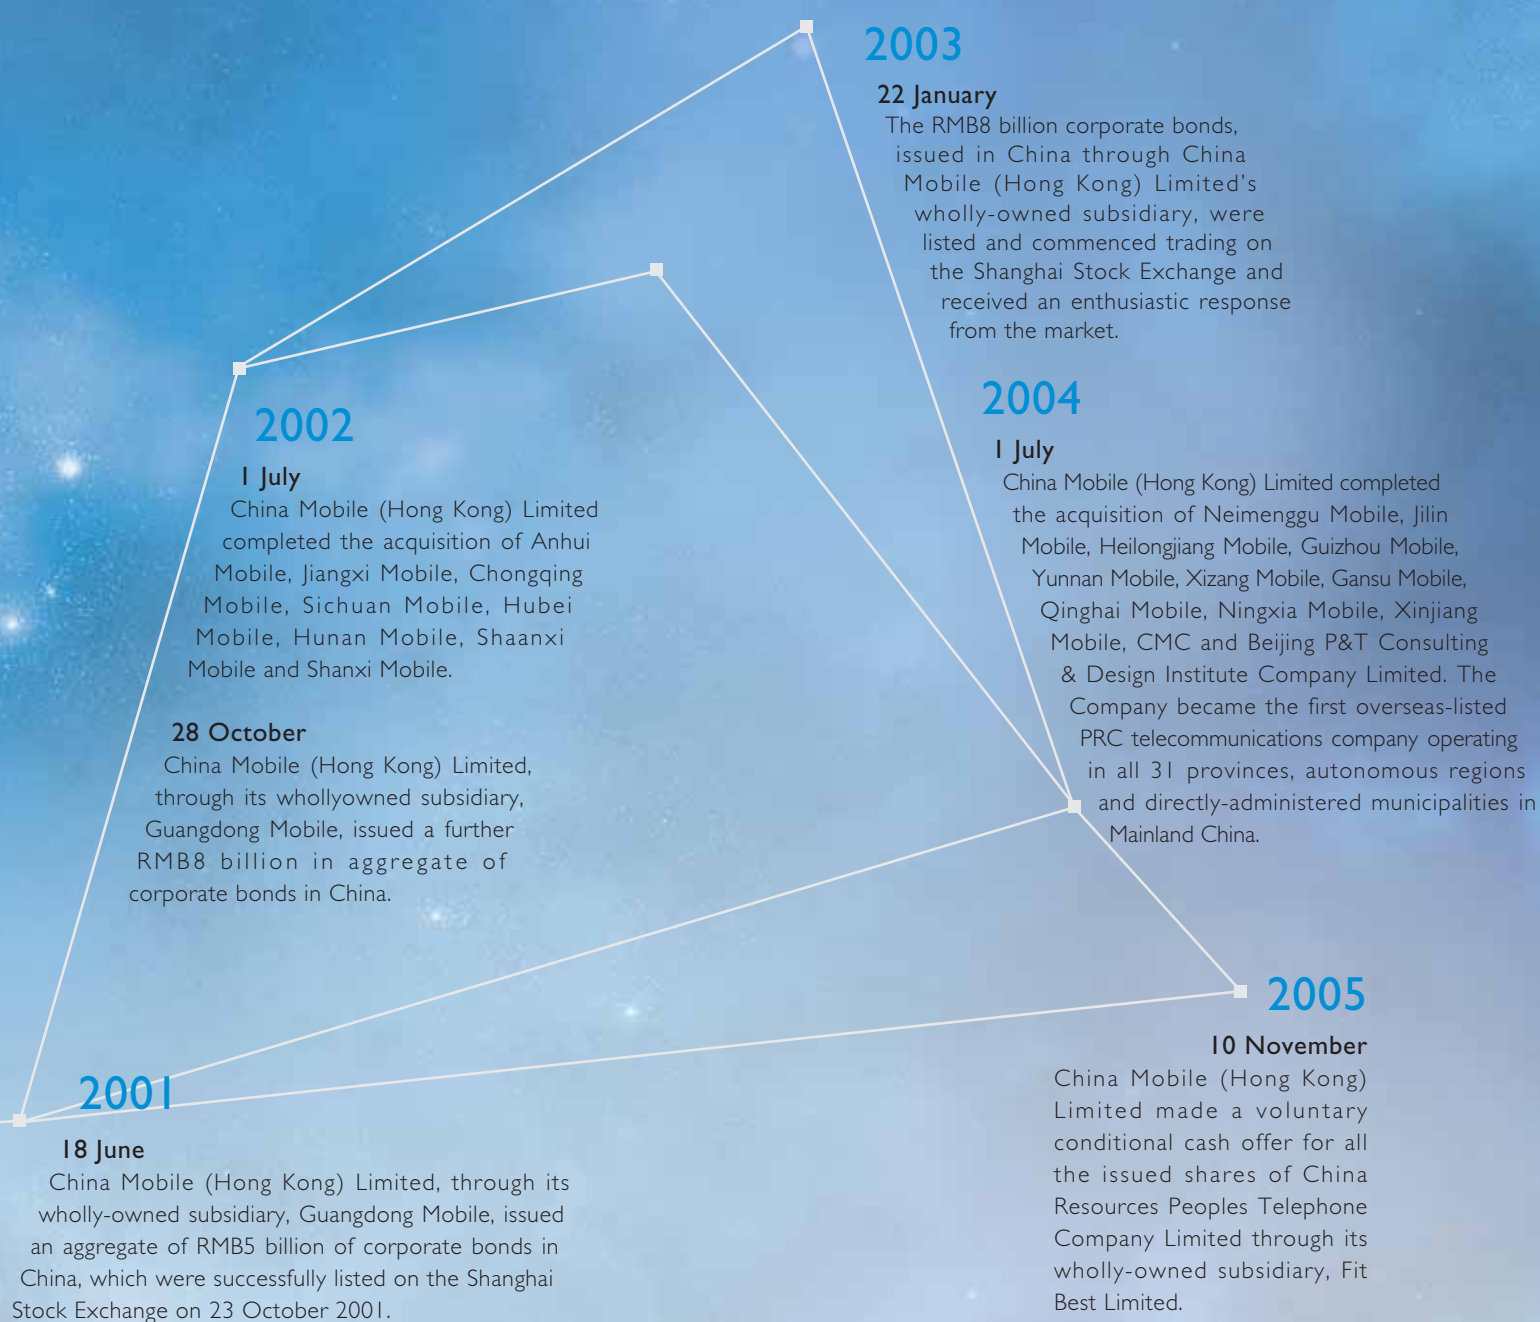 2001
18 June
China Mobile (Hong Kong) Limited, through its
wholly-owned subsidiary, Guangdong Mobile, issued
an aggregate of RMB5 billion of corporate bonds in
China, which were successfully listed on the Shanghai
Stock Exchange on 23 October 2001.
2002
1 July
China Mobile (Hong Kong) Limited
completed the acquisition of Anhui
Mobile, Jiangxi Mobile, Chongqing
Mobile, Sichuan Mobile, Hubei
Mobile, Hunan Mobile, Shaanxi
Mobile and Shanxi Mobile.
28 October
China Mobile (Hong Kong) Limited,
through its whollyowned subsidiary,
Guangdong Mobile, issued a further
RMB8 billion in aggregate of
corporate bonds in China.
2003
22 January
The RMB8 billion corporate bonds,
issued in China through China
Mobile (Hong Kong) Limited's
wholly-owned subsidiary, were
listed and commenced trading on
the Shanghai Stock Exchange and
received an enthusiastic response
from the market.
2004
1 July
China Mobile (Hong Kong) Limited completed
the acquisition of Neimenggu Mobile, Jilin
Mobile, Heilongjiang Mobile, Guizhou Mobile,
Yunnan Mobile, Xizang Mobile, Gansu Mobile,
Qinghai Mobile, Ningxia Mobile, Xinjiang
Mobile, CMC and Beijing P&T Consulting
& Design Institute Company Limited. The
Company became the first overseas-listed
PRC telecommunications company operating
in all 31 provinces, autonomous regions
and directly-administered municipalities in
Mainland China.
2005
10 November
China Mobile (Hong Kong)
Limited made a voluntary
conditional cash offer for all
the issued shares of China
Resources Peoples Telephone
Company Limited through its
wholly-owned subsidiary, Fit
Best Limited.